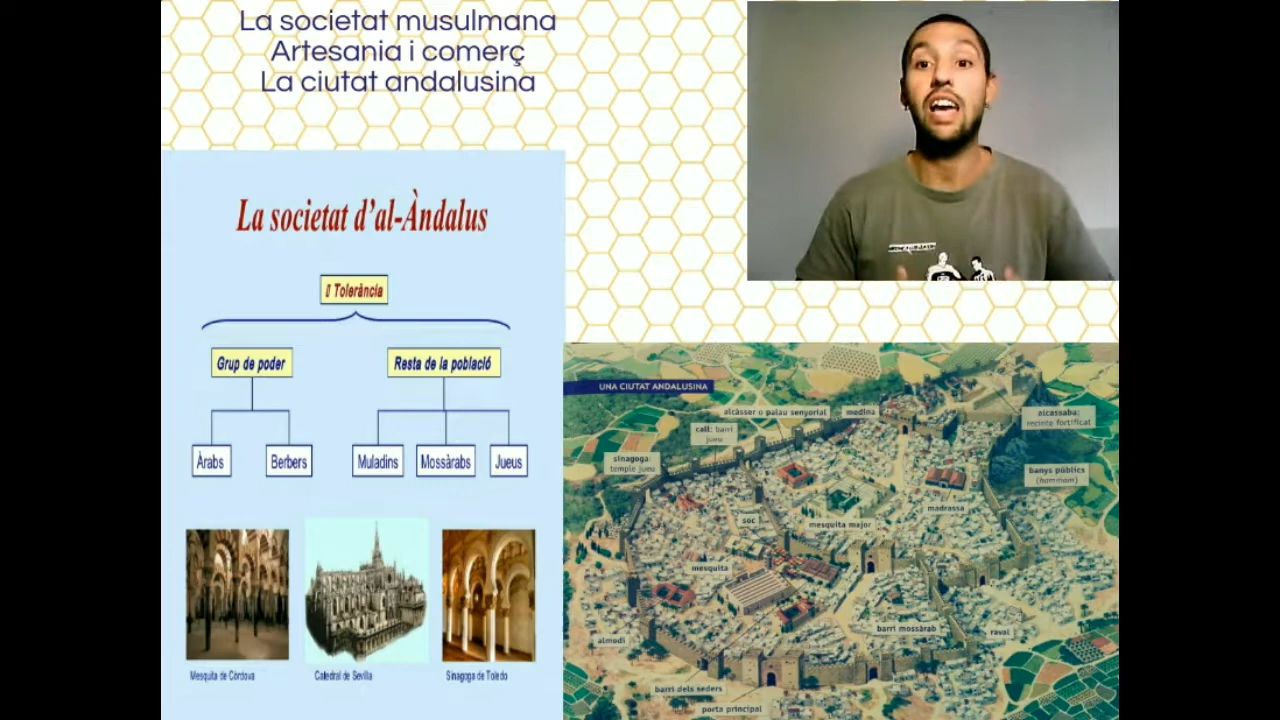 La societat musulmana
Artesania i comerç
La ciutat andalusina
La societat d'al-Àndalus
Tolerància
Grup de poder
Resta de la població
Àrabs
Berbers
Muladins
Mossàrabs
Jueus
Mesquita de Còrdova
Catedral de Sevilla
Sinagoga de Toledo
UNA CIUTAT ANDALUSINA
alcàsser o palau senyorial
medina
alcassaba:
recinte fortificat
call: barri
jueu
sinagoga:
temple jueu
banys públics
(hammam)
madrassa
soc
mesquita major
mesquita
barri mossàrab
raval
almodí
barri dels seders
porta principal